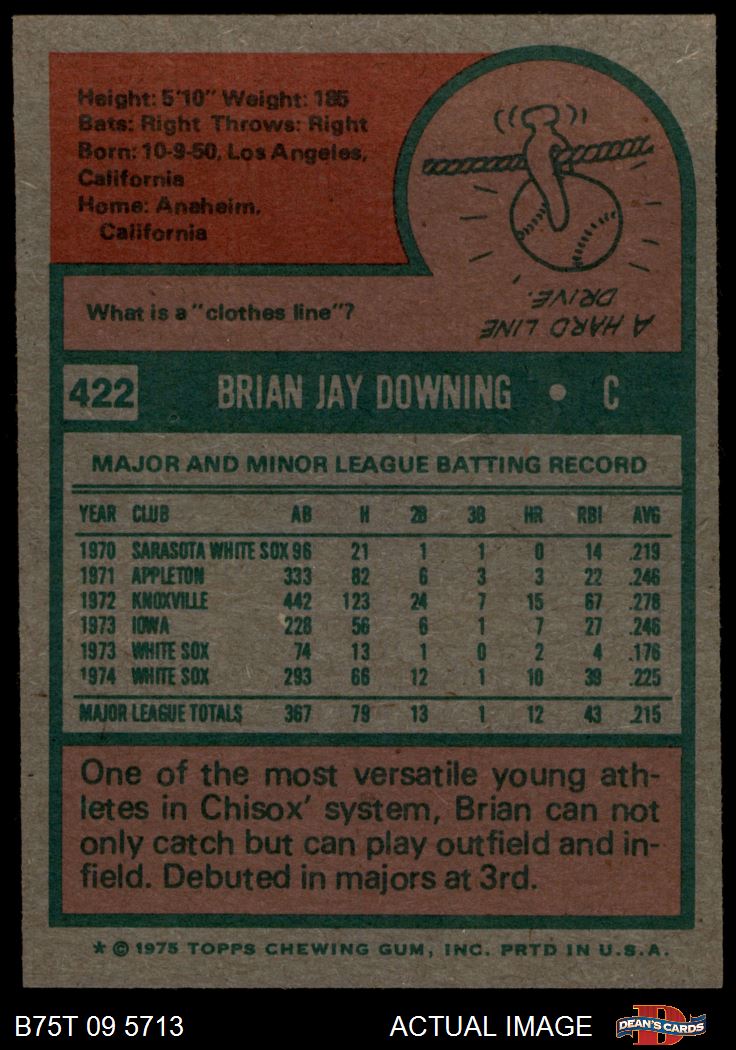 Height: 5'10" Weight: 185
Bats: Right Throws: Right
Born: 10-9-50, Los Angeles,
California
Home: Anaheim,
California
What is a "clothes line"?
A HARD LINE
DRIVE.
422 BRIAN JAY DOWNING • C
MAJOR AND MINOR LEAGUE BATTING RECORD
YEAR CLUB AB H 2B 3B HR RBI AVG
1970 SARASOTA WHITE SOX 96 21 1 1 0 14 .219
1971 APPLETON 333 82 6 3 3 22 .246
1972 KNOXVILLE 442 123 24 7 15 67 .278
1973 IOWA 228 56 6 1 7 27 .246
1973 WHITE SOX 74 13 1 0 2 4 .176
1974 WHITE SOX 293 66 12 1 10 39 .225
MAJOR LEAGUE TOTALS 367 79 13 1 12 43 .215
One of the most versatile young ath-
letes in Chisox' system, Brian can not
only catch but can play outfield and in-
field. Debuted in majors at 3rd.
* © 1975 TOPPS CHEWING GUM, INC. PRTD IN U.S.A.
B75T 09 5713 ACTUAL IMAGE D DEAN'S CARDS